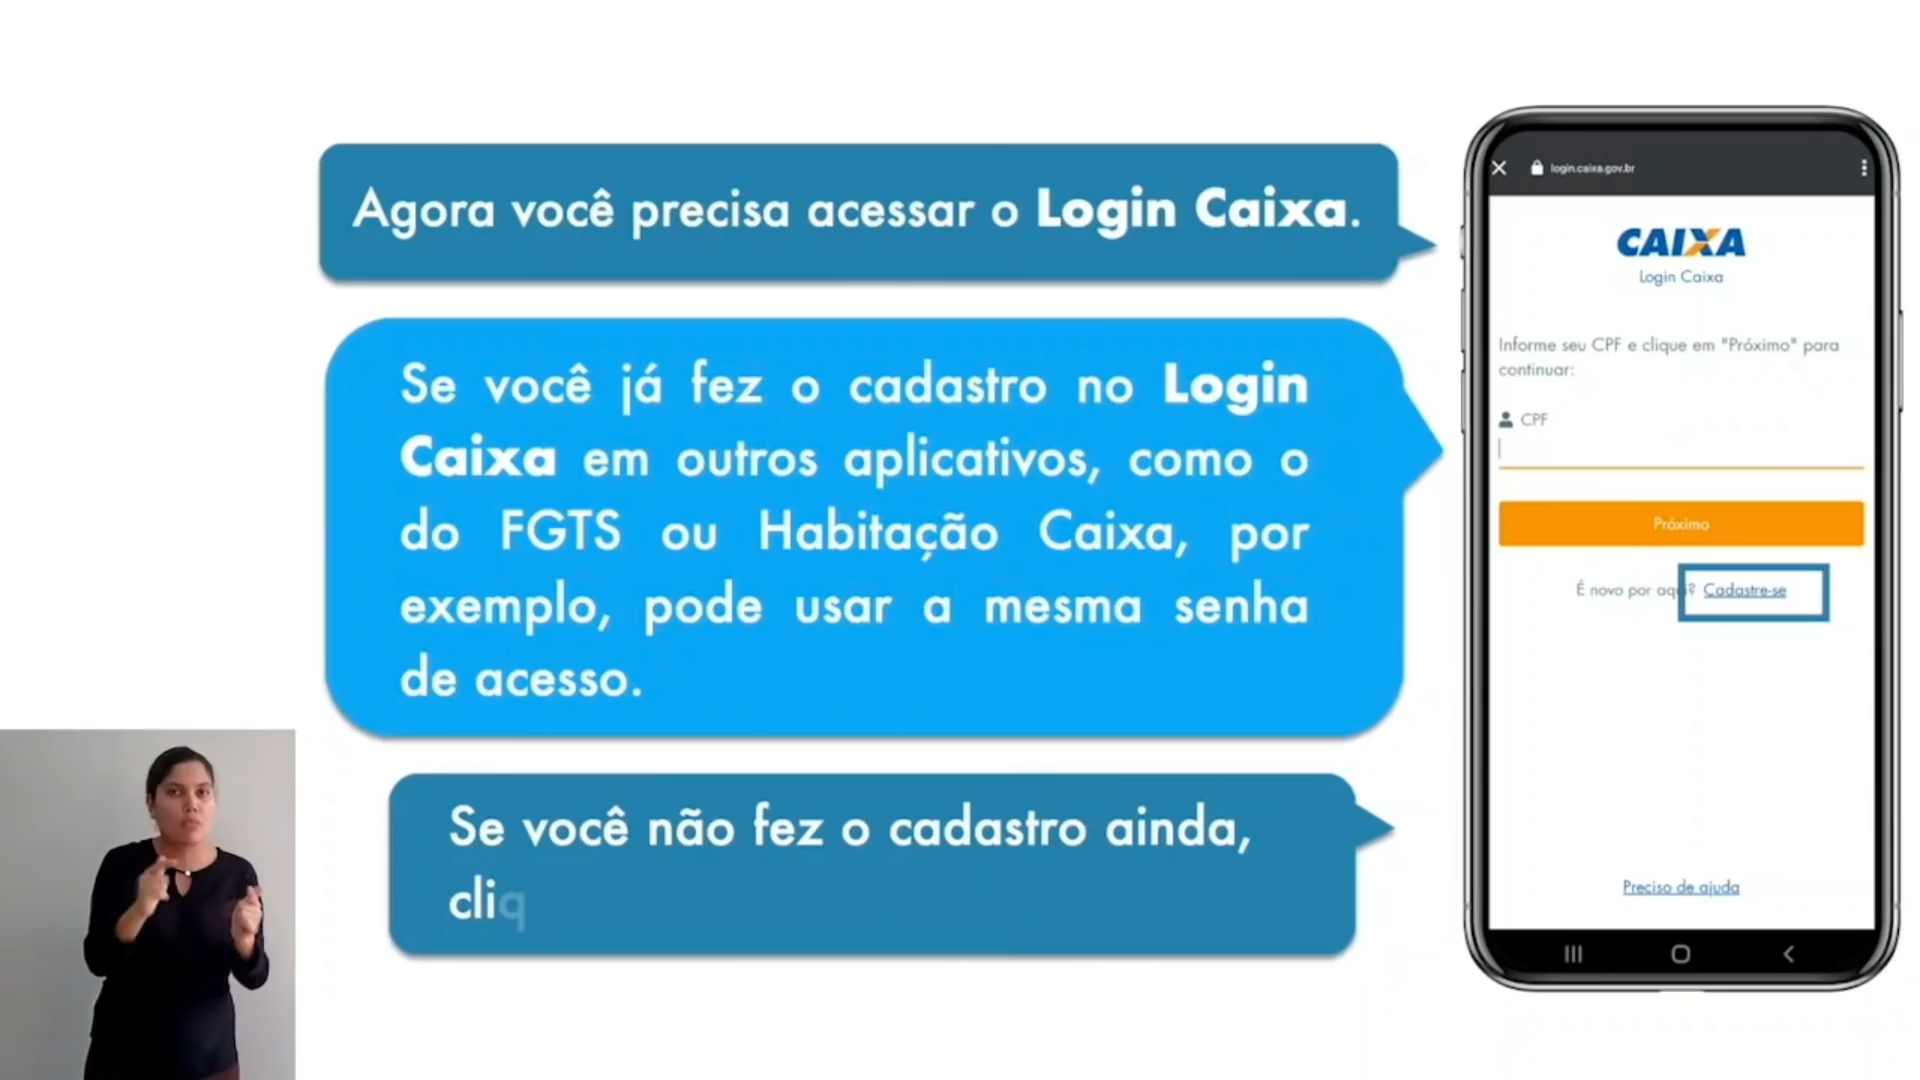 Agora você precisa acessar o Login Caixa.
Se você já fez o cadastro no Login
Caixa em outros aplicativos, como o
do FGTS ou Habitação Caixa, por
exemplo, pode usar a mesma senha
de acesso.
Se você não fez o cadastro ainda,
cliq
login.caixa.gov.br
CAIXA
Login Caixa
Informe seu CPF e clique em "Próximo" para
continuar:
CPF
Próximo
É novo por aqui? Cadastre-se
Preciso de ajuda